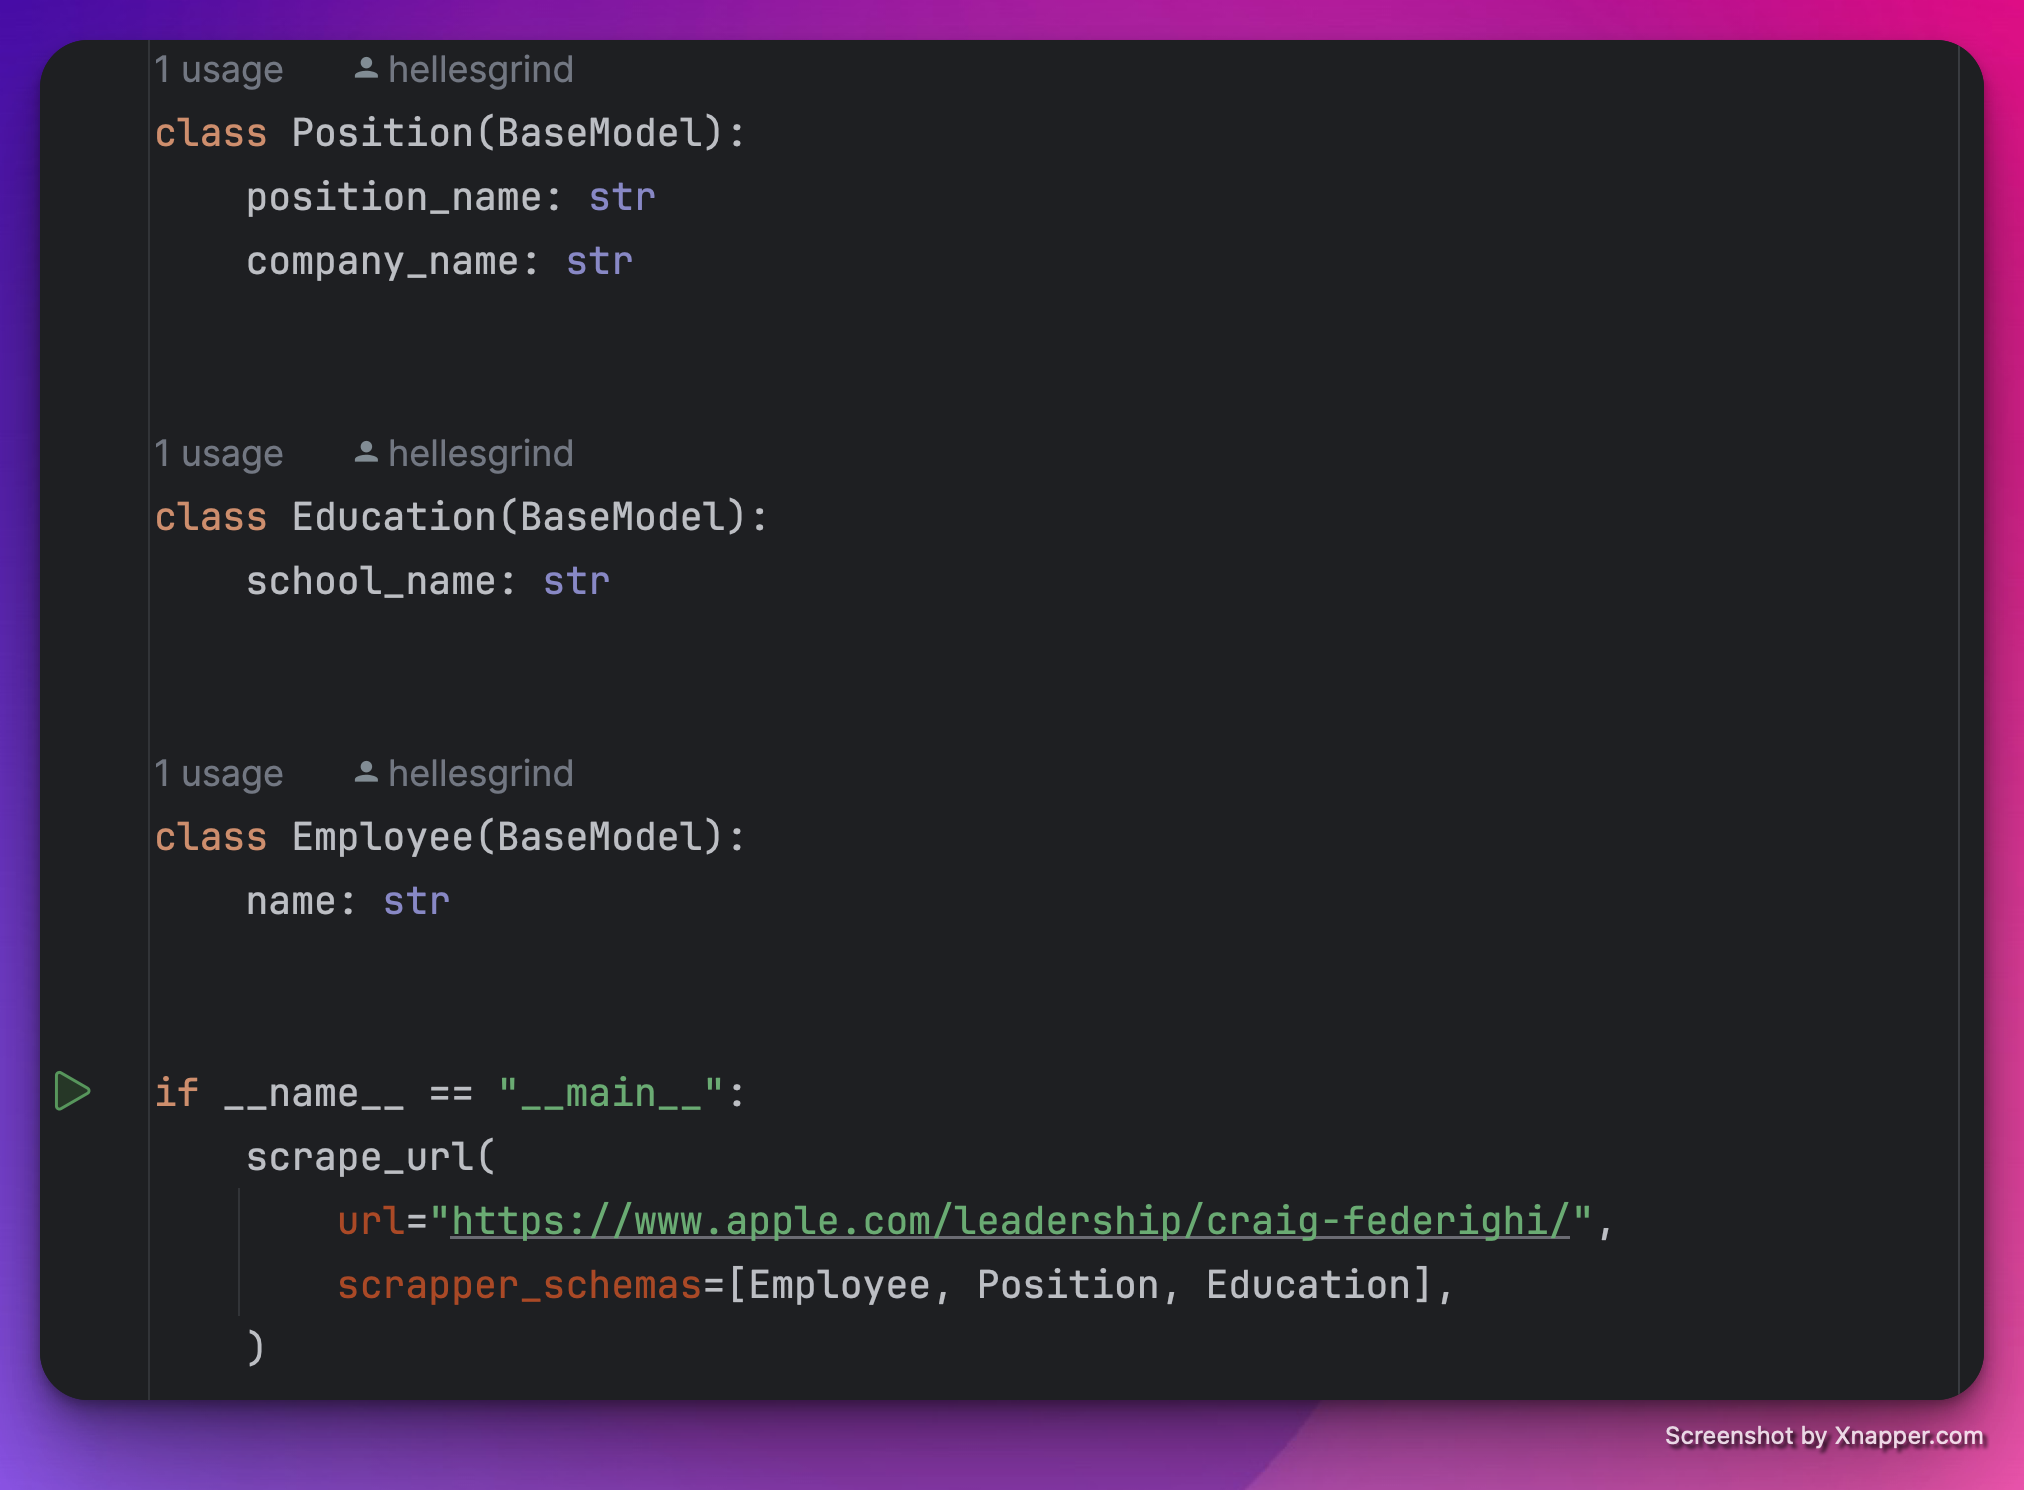 1 usage hellesgrind
class Position(BaseModel):
    position_name: str
    company_name: str
1 usage hellesgrind
class Education(BaseModel):
    school_name: str
1 usage hellesgrind
class Employee(BaseModel):
    name: str
if __name__ == "__main__":
    scrape_url(
        url="https://www.apple.com/leadership/craig-federighi/",
        scrapper_schemas=[Employee, Position, Education],
    )
Screenshot by Xnapper.com